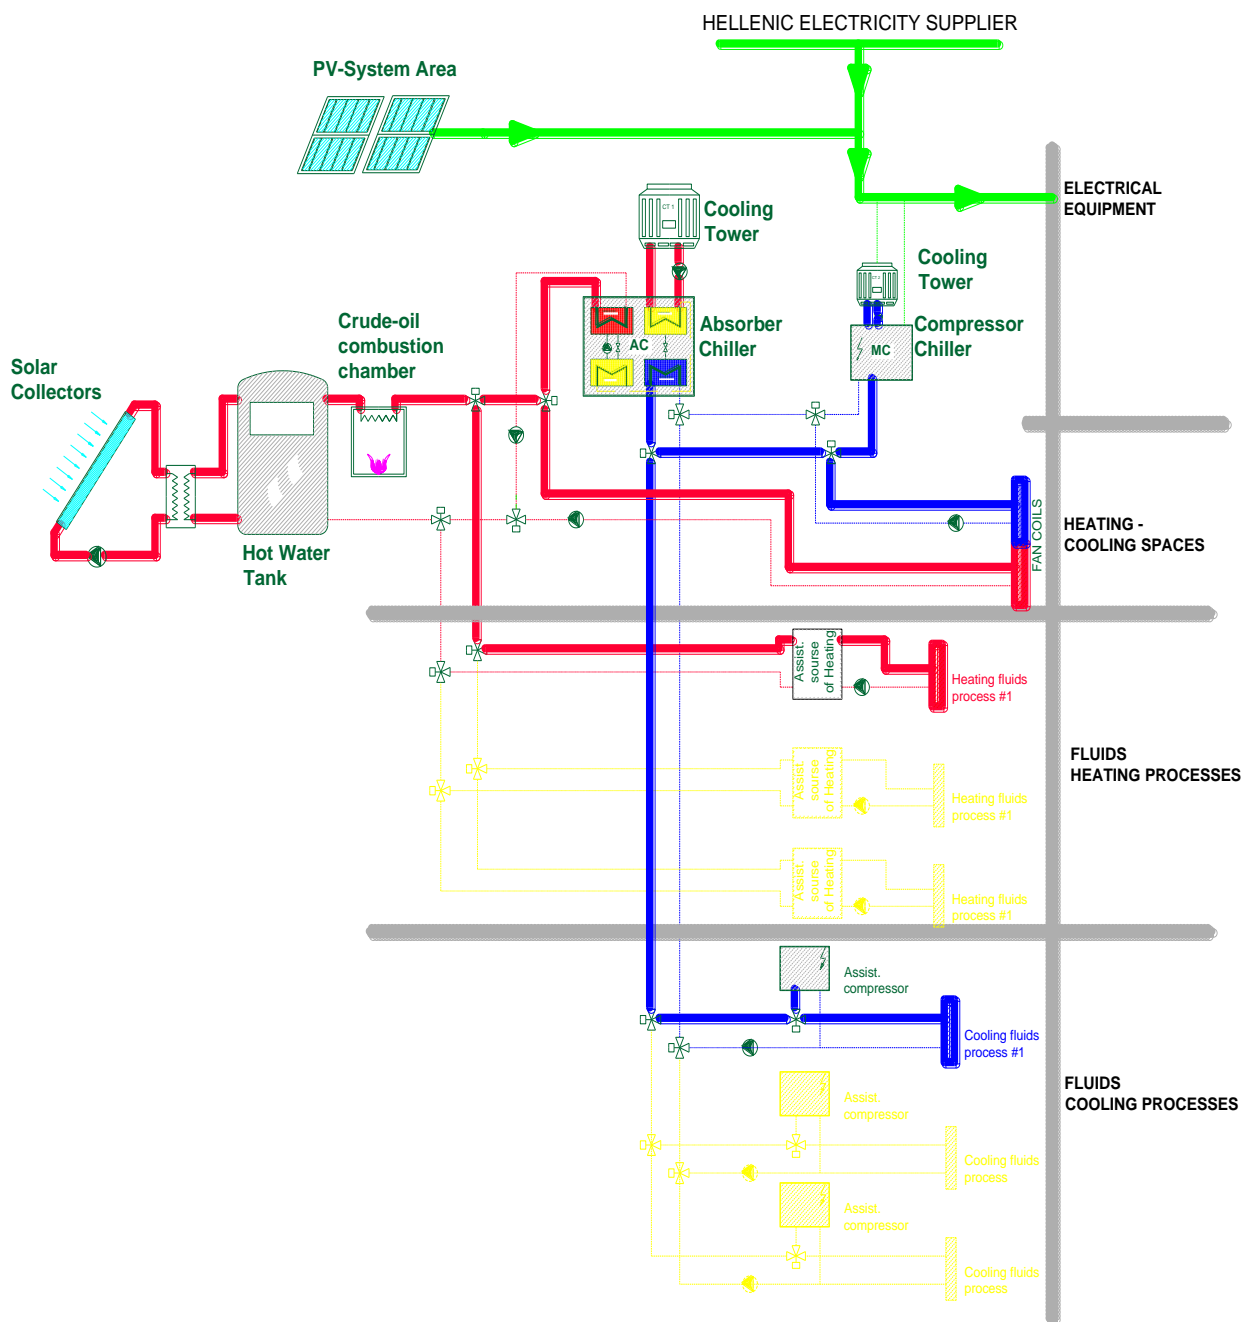 HELLENIC ELECTRICITY SUPPLIER
PV-System Area
ELECTRICAL
EQUIPMENT
CT 1
Cooling
Tower
Cooling
Tower
CT 2
Crude-oil
combustion
chamber
AC
Absorber
Chiller
Compressor
Chiller
MC
Solar
Collectors
Hot Water
Tank
FAN COILS
HEATING -
COOLING SPACES
Assist.
sourse
of Heating
Heating fluids
process #1
FLUIDS
HEATING PROCESSES
Assist.
sourse
of Heating
Heating fluids
process #1
Assist.
sourse
of Heating
Heating fluids
process #1
Assist.
compressor
Cooling fluids
process #1
FLUIDS
COOLING PROCESSES
Assist.
compressor
Cooling fluids
process
Assist.
compressor
Cooling fluids
process